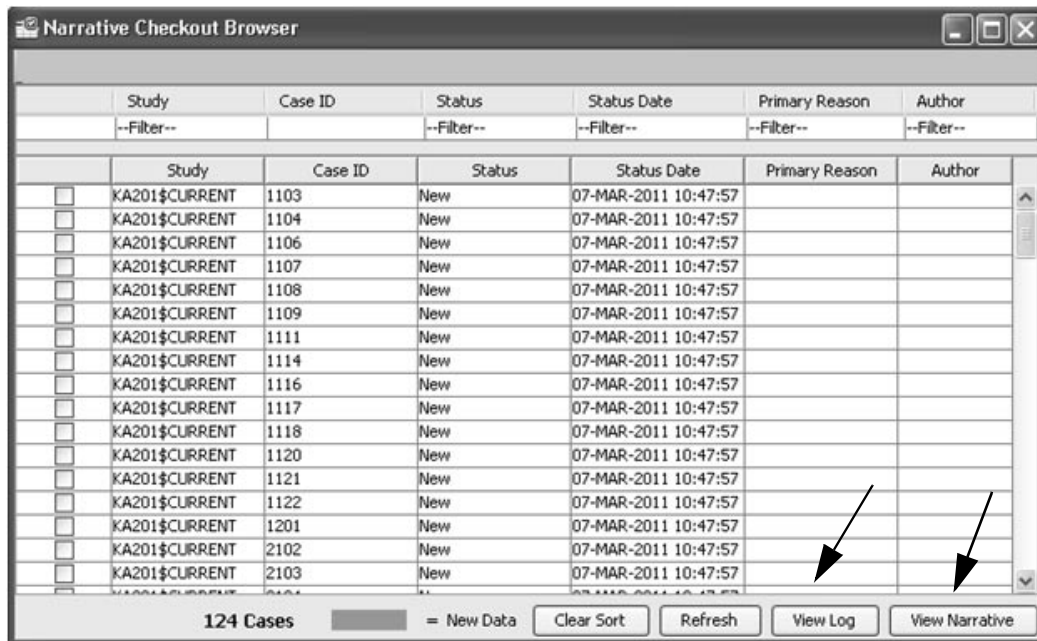 Narrative Checkout Browser
Study Case ID Status Status Date Primary Reason Author
--Filter-- --Filter-- --Filter-- --Filter-- --Filter--
Study Case ID Status Status Date Primary Reason Author
KA201$CURRENT 1103 New 07-MAR-2011 10:47:57
KA201$CURRENT 1104 New 07-MAR-2011 10:47:57
KA201$CURRENT 1106 New 07-MAR-2011 10:47:57
KA201$CURRENT 1107 New 07-MAR-2011 10:47:57
KA201$CURRENT 1108 New 07-MAR-2011 10:47:57
KA201$CURRENT 1109 New 07-MAR-2011 10:47:57
KA201$CURRENT 1111 New 07-MAR-2011 10:47:57
KA201$CURRENT 1114 New 07-MAR-2011 10:47:57
KA201$CURRENT 1116 New 07-MAR-2011 10:47:57
KA201$CURRENT 1117 New 07-MAR-2011 10:47:57
KA201$CURRENT 1118 New 07-MAR-2011 10:47:57
KA201$CURRENT 1120 New 07-MAR-2011 10:47:57
KA201$CURRENT 1121 New 07-MAR-2011 10:47:57
KA201$CURRENT 1122 New 07-MAR-2011 10:47:57
KA201$CURRENT 1201 New 07-MAR-2011 10:47:57
KA201$CURRENT 2102 New 07-MAR-2011 10:47:57
KA201$CURRENT 2103 New 07-MAR-2011 10:47:57
124 Cases = New Data Clear Sort Refresh View Log View Narrative